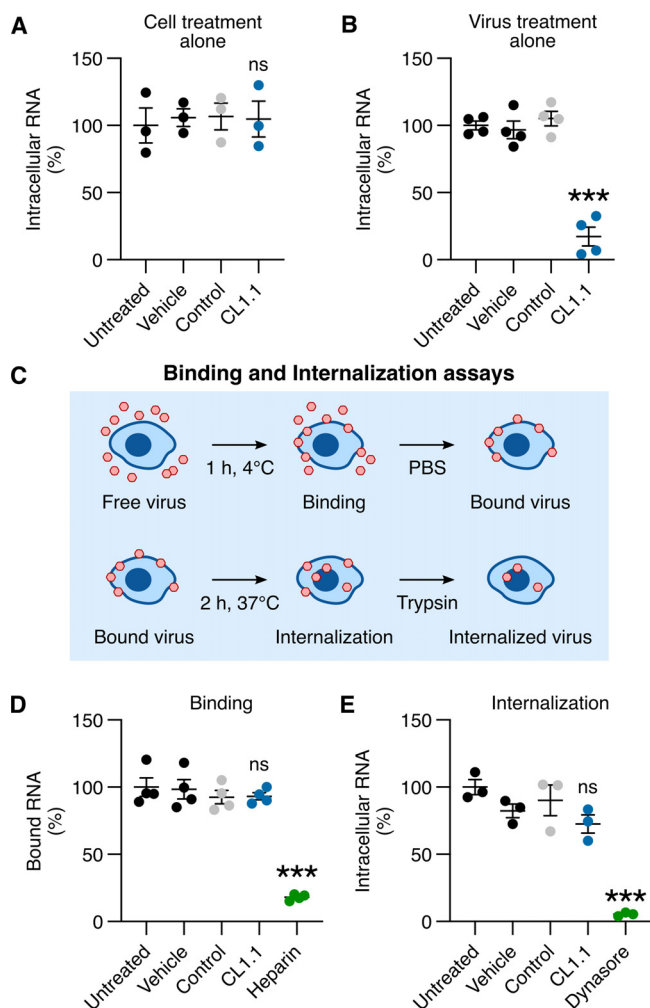 A
Cell treatment
alone
Intracellular RNA
(%)
150
100
50
0
ns
Untreated
Vehicle
Control
CL1.1
B
Virus treatment
alone
Intracellular RNA
(%)
150
100
50
0
***
Untreated
Vehicle
Control
CL1.1
C
Binding and Internalization assays
1 h, 4°C
PBS
Free virus
Binding
Bound virus
2 h, 37°C
Trypsin
Bound virus
Internalization
Internalized virus
D
Binding
Bound RNA
(%)
150
100
50
0
ns
***
Untreated
Vehicle
Control
CL1.1
Heparin
E
Internalization
Intracellular RNA
(%)
150
100
50
0
ns
***
Untreated
Vehicle
Control
CL1.1
Dynasore